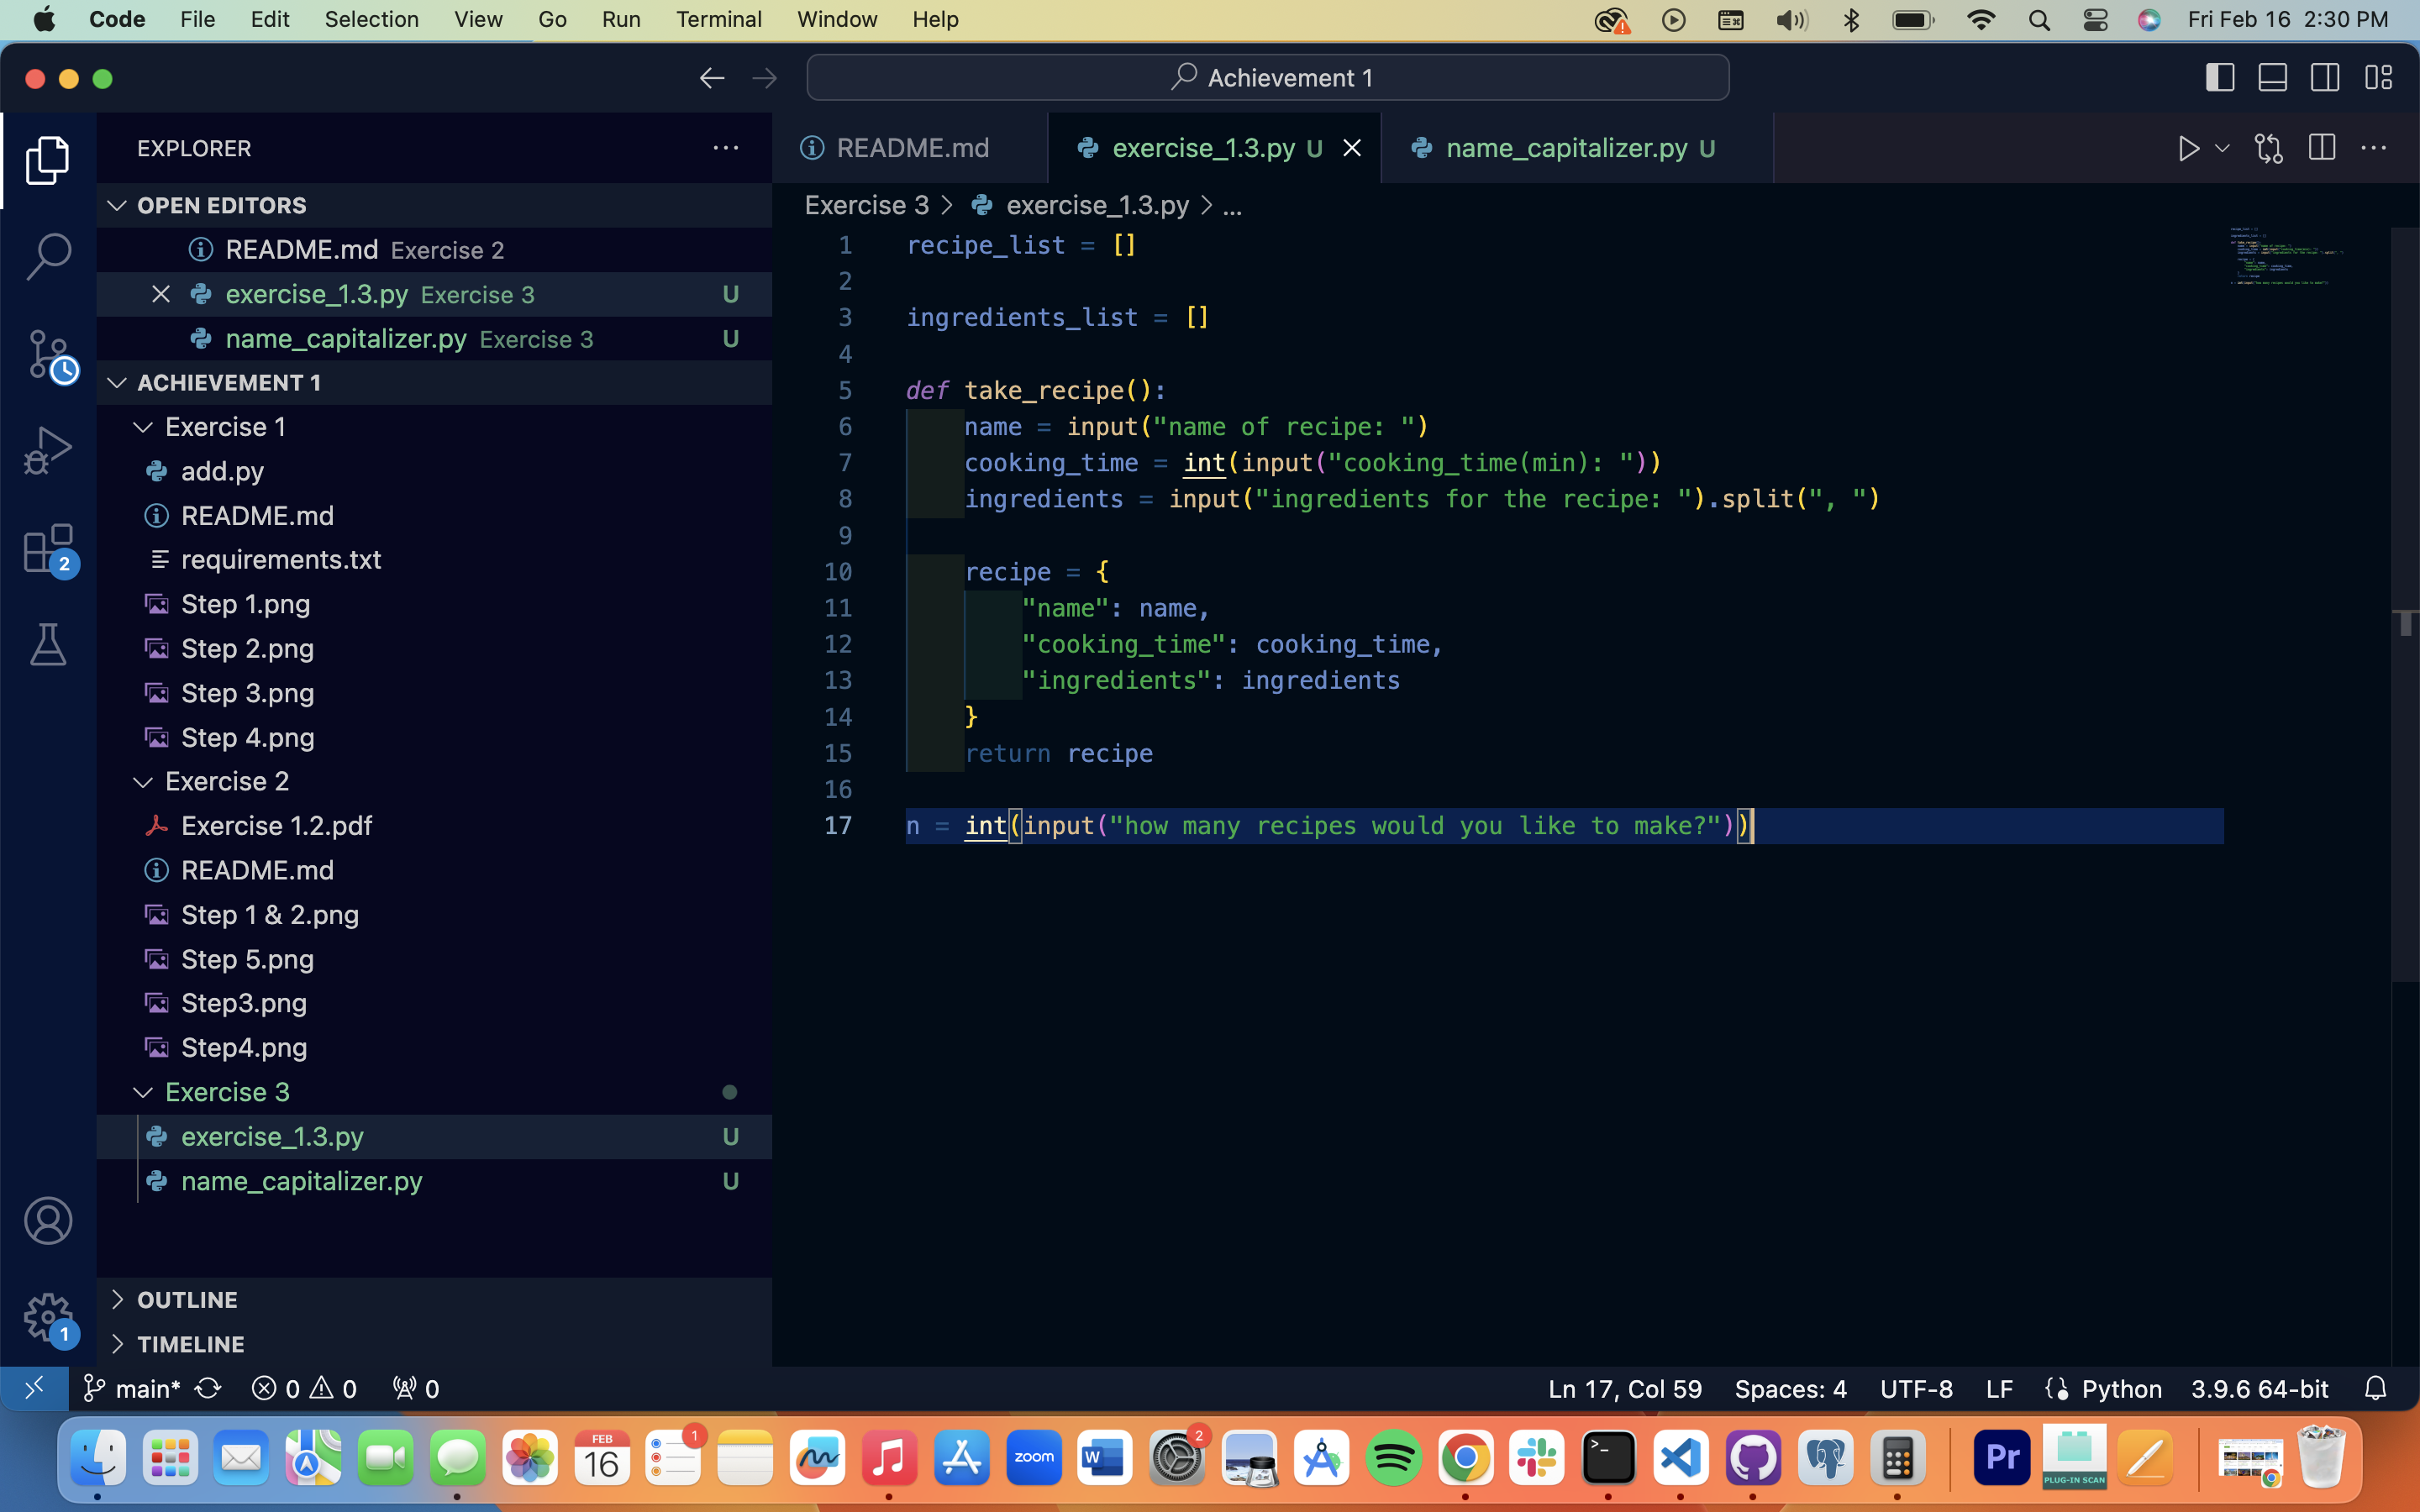 Code File Edit Selection View Go Run Terminal Window Help Fri Feb 16 2:30 PM
Achievement 1
EXPLORER
README.md
exercise_1.3.py U
name_capitalizer.py U
OPEN EDITORS
README.md Exercise 2
exercise_1.3.py Exercise 3 U
name_capitalizer.py Exercise 3 U
ACHIEVEMENT 1
Exercise 1
add.py
README.md
requirements.txt
Step 1.png
Step 2.png
Step 3.png
Step 4.png
Exercise 2
Exercise 1.2.pdf
README.md
Step 1 & 2.png
Step 5.png
Step3.png
Step4.png
Exercise 3
exercise_1.3.py U
name_capitalizer.py U
OUTLINE
TIMELINE
2
1
Exercise 3 > exercise_1.3.py > ...
1 recipe_list = []
2
3 ingredients_list = []
4
5 def take_recipe():
6 name = input("name of recipe: ")
7 cooking_time = int(input("cooking_time(min): "))
8 ingredients = input("ingredients for the recipe: ").split(", ")
9
10 recipe = {
11 "name": name,
12 "cooking_time": cooking_time,
13 "ingredients": ingredients
14 }
15 return recipe
16
17 n = int(input("how many recipes would you like to make?"))
main* 0 0 0 Ln 17, Col 59 Spaces: 4 UTF-8 LF Python 3.9.6 64-bit
FEB
16
1
zoom
W
2
Pr
PLUG-IN SCAN